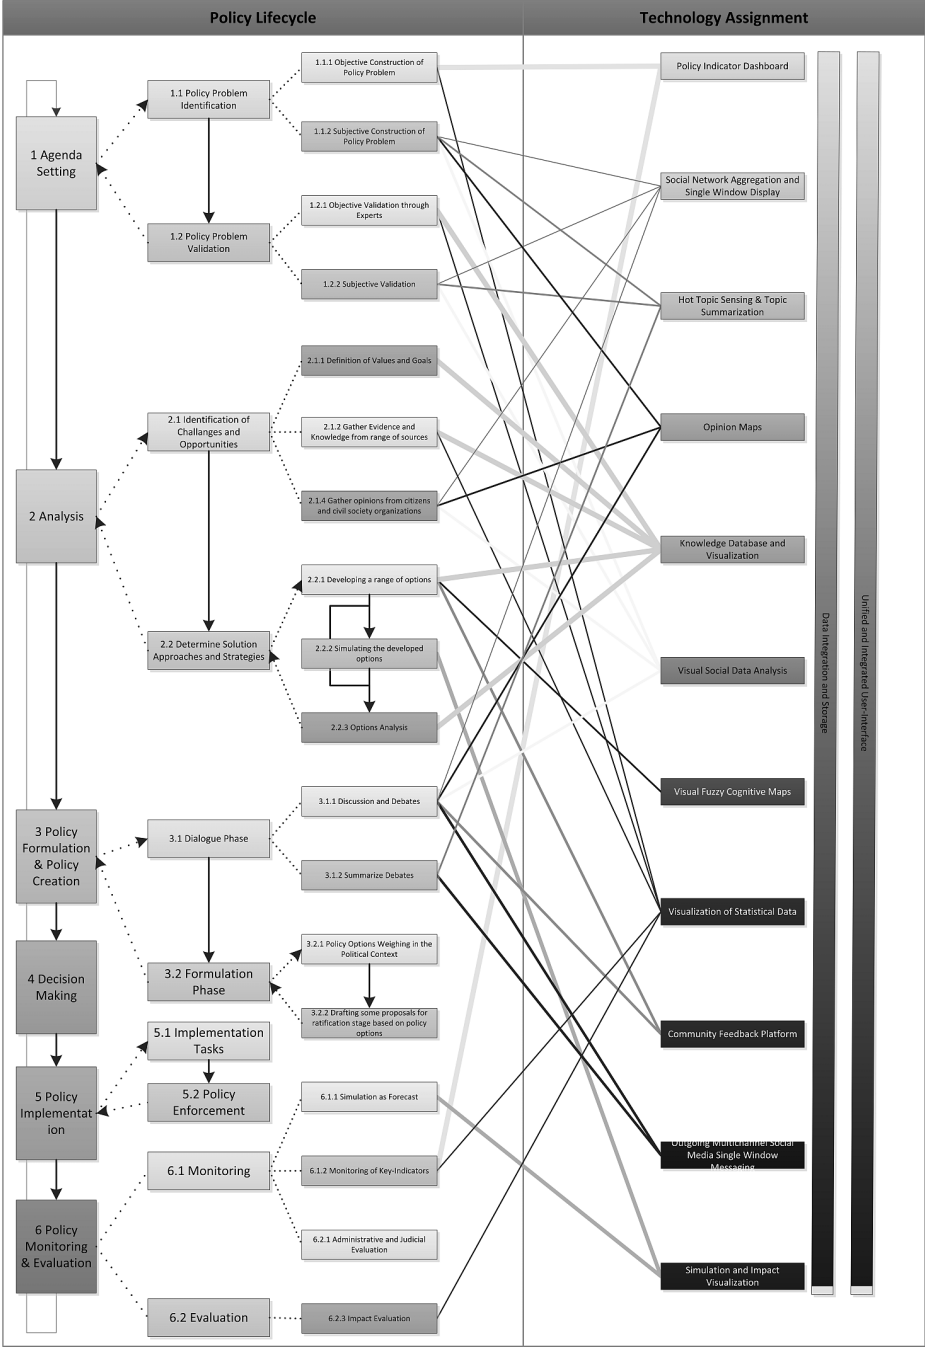 Policy Lifecycle
Technology Assignment
1 Agenda
Setting
2 Analysis
3 Policy
Formulation
& Policy
Creation
4 Decision
Making
5 Policy
Implementat
ion
6 Policy
Monitoring
& Evaluation
1.1 Policy Problem
Identification
1.2 Policy Problem
Validation
2.1 Identification of
Challanges and
Opportunities
2.2 Determine Solution
Approaches and Strategies
3.1 Dialogue Phase
3.2 Formulation
Phase
5.1 Implementation
Tasks
5.2 Policy
Enforcement
6.1 Monitoring
6.2 Evaluation
1.1.1 Objective Construction of
Policy Problem
1.1.2 Subjective Construction of
Policy Problem
1.2.1 Objective Validation through
Experts
1.2.2 Subjective Validation
2.1.1 Definition of Values and Goals
2.1.2 Gather Evidence and
Knowledge from range of sources
2.1.4 Gather opinions from citizens
and civil society organizations
2.2.1 Developing a range of options
2.2.2 Simulating the developed
options
2.2.3 Options Analysis
3.1.1 Discussion and Debates
3.1.2 Summarize Debates
3.2.1 Policy Options Weighing in the
Political Context
3.2.2 Drafting some proposals for
ratification stage based on policy
options
6.1.1 Simulation as Forecast
6.1.2 Monitoring of Key-Indicators
6.2.1 Administrative and Judicial
Evaluation
6.2.3 Impact Evaluation
Policy Indicator Dashboard
Social Network Aggregation and
Single Window Display
Hot Topic Sensing & Topic
Summarization
Opinion Maps
Knowledge Database and
Visualization
Visual Social Data Analysis
Visual Fuzzy Cognitive Maps
Visualization of Statistical Data
Community Feedback Platform
Outgoing Multichannel Social
Media Single Window
Messaging
Simulation and Impact
Visualization
Data Integration and Storage
Unified and Integrated User-Interface